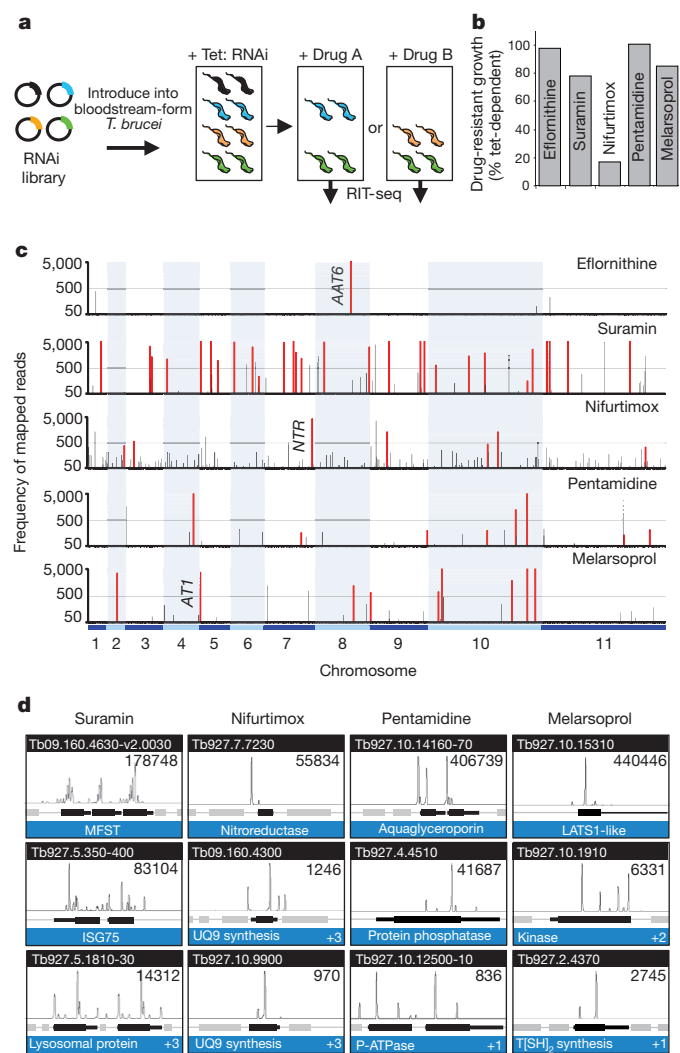 a
RNAi
library
Introduce into
bloodstream-form
T. brucei
+ Tet: RNAi
+ Drug A
or
+ Drug B
RIT-seq
b
Drug-resistant growth
(% tet-dependent)
100
80
60
40
20
0
Eflornithine
Suramin
Nifurtimox
Pentamidine
Melarsoprol
c
Frequency of mapped reads
5,000
500
50
Eflornithine
AAT6
5,000
500
50
Suramin
5,000
500
50
Nifurtimox
NTR
5,000
500
50
Pentamidine
5,000
500
50
Melarsoprol
AT1
1 2 3 4 5 6 7 8 9 10 11
Chromosome
d
Suramin Nifurtimox Pentamidine Melarsoprol
Tb09.160.4630-v2.0030
178748
MFST
Tb927.7.7230
55834
Nitroreductase
Tb927.10.14160-70
406739
Aquaglyceroporin
Tb927.10.15310
440446
LATS1-like
Tb927.5.350-400
83104
ISG75
Tb09.160.4300
1246
UQ9 synthesis +3
Tb927.4.4510
41687
Protein phosphatase
Tb927.10.1910
6331
Kinase +2
Tb927.5.1810-30
14312
Lysosomal protein +3
Tb927.10.9900
970
UQ9 synthesis +3
Tb927.10.12500-10
836
P-ATPase +1
Tb927.2.4370
2745
T[SH]₂ synthesis +1